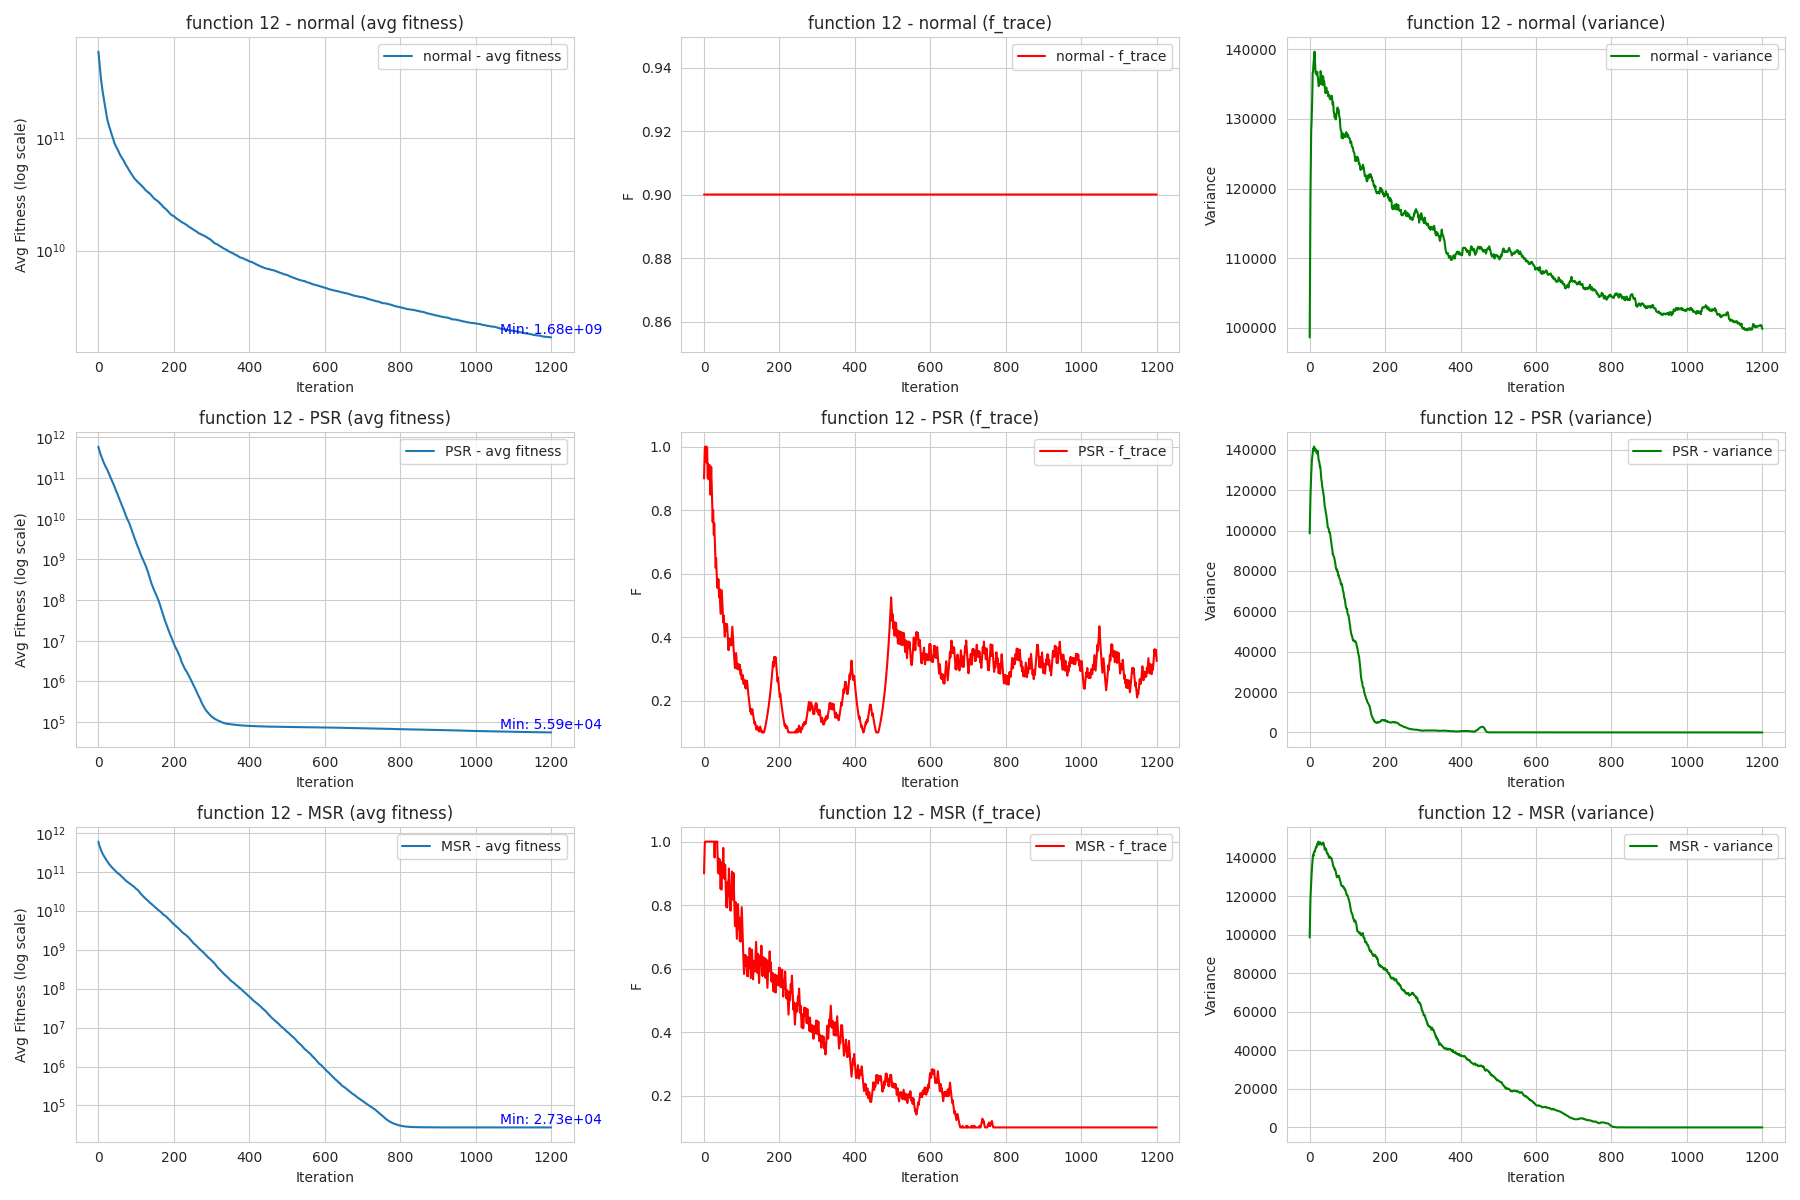 function 12 - normal (avg fitness)
normal - avg fitness
Avg Fitness (log scale)
10^11
10^10
Min: 1.68e+09
0 200 400 600 800 1000 1200
Iteration
function 12 - normal (f_trace)
normal - f_trace
F
0.94
0.92
0.90
0.88
0.86
0 200 400 600 800 1000 1200
Iteration
function 12 - normal (variance)
normal - variance
Variance
140000
130000
120000
110000
100000
0 200 400 600 800 1000 1200
Iteration
function 12 - PSR (avg fitness)
PSR - avg fitness
Avg Fitness (log scale)
10^12
10^11
10^10
10^9
10^8
10^7
10^6
10^5
Min: 5.59e+04
0 200 400 600 800 1000 1200
Iteration
function 12 - PSR (f_trace)
PSR - f_trace
F
1.0
0.8
0.6
0.4
0.2
0 200 400 600 800 1000 1200
Iteration
function 12 - PSR (variance)
PSR - variance
Variance
140000
120000
100000
80000
60000
40000
20000
0
0 200 400 600 800 1000 1200
Iteration
function 12 - MSR (avg fitness)
MSR - avg fitness
Avg Fitness (log scale)
10^12
10^11
10^10
10^9
10^8
10^7
10^6
10^5
Min: 2.73e+04
0 200 400 600 800 1000 1200
Iteration
function 12 - MSR (f_trace)
MSR - f_trace
F
1.0
0.8
0.6
0.4
0.2
0 200 400 600 800 1000 1200
Iteration
function 12 - MSR (variance)
MSR - variance
Variance
140000
120000
100000
80000
60000
40000
20000
0
0 200 400 600 800 1000 1200
Iteration